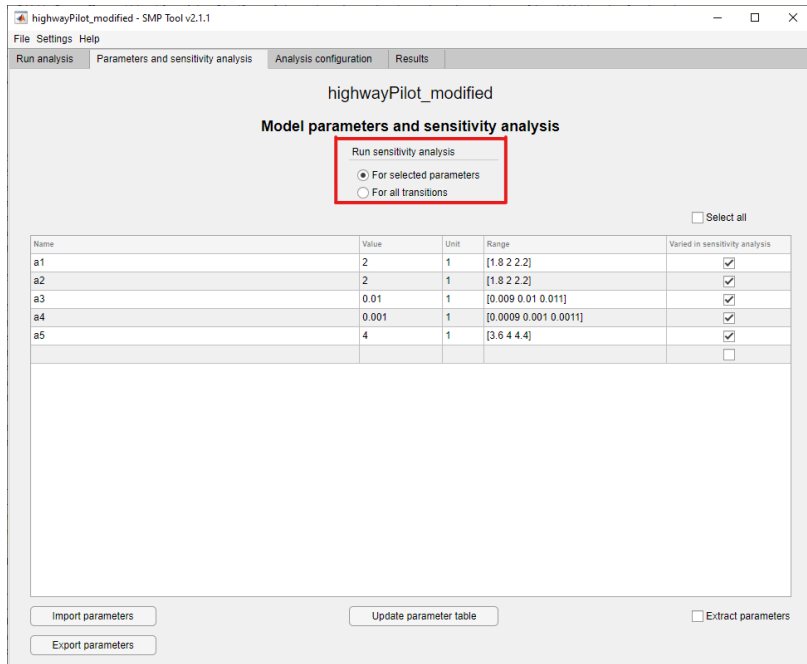 highwayPilot_modified - SMP Tool v2.1.1
File Settings Help
Run analysis Parameters and sensitivity analysis Analysis configuration Results
highwayPilot_modified
Model parameters and sensitivity analysis
Run sensitivity analysis
For selected parameters
For all transitions
Select all
Name Value Unit Range Varied in sensitivity analysis
a1 2 1 [1.8 2 2.2]
a2 2 1 [1.8 2 2.2]
a3 0.01 1 [0.009 0.01 0.011]
a4 0.001 1 [0.0009 0.001 0.0011]
a5 4 1 [3.6 4 4.4]
Import parameters Update parameter table Extract parameters
Export parameters